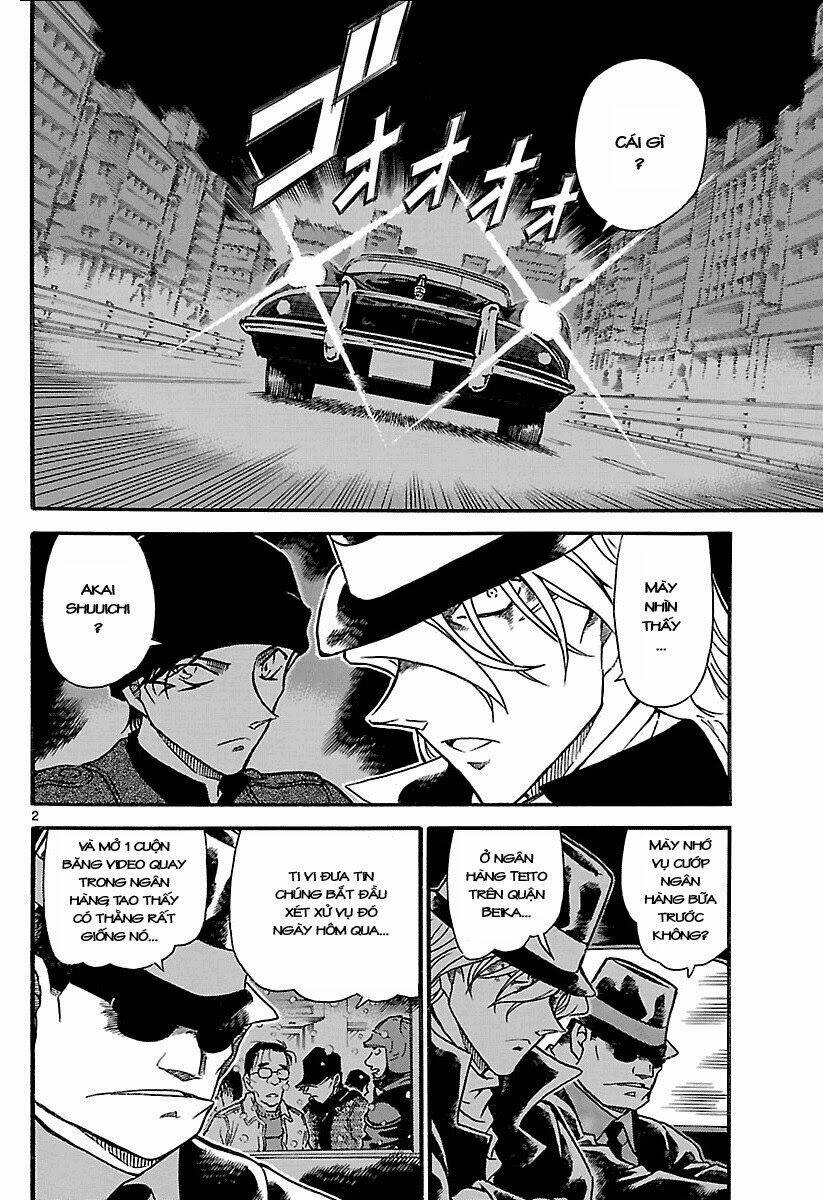 CÁI GÌ
?
ゴオオオオ
MÀY
NHÌN
THẤY
...
AKAI
SHUUICHI
?
2
MÀY NHỚ
VỤ CƯỚP
NGÂN
HÀNG BỮA
TRƯỚC
KHÔNG?
Ở NGÂN
HÀNG TEITO
TRÊN QUẬN
BEIKA...
TI VI ĐƯA TIN
CHÚNG BẮT ĐẦU
XÉT XỬ VỤ ĐÓ
NGÀY HÔM QUA...
VÀ MỞ 1 CUỘN
BĂNG VIDEO QUAY
TRONG NGÂN
HÀNG TAO THẤY
CÓ THẰNG RẤT
GIỐNG NÓ...